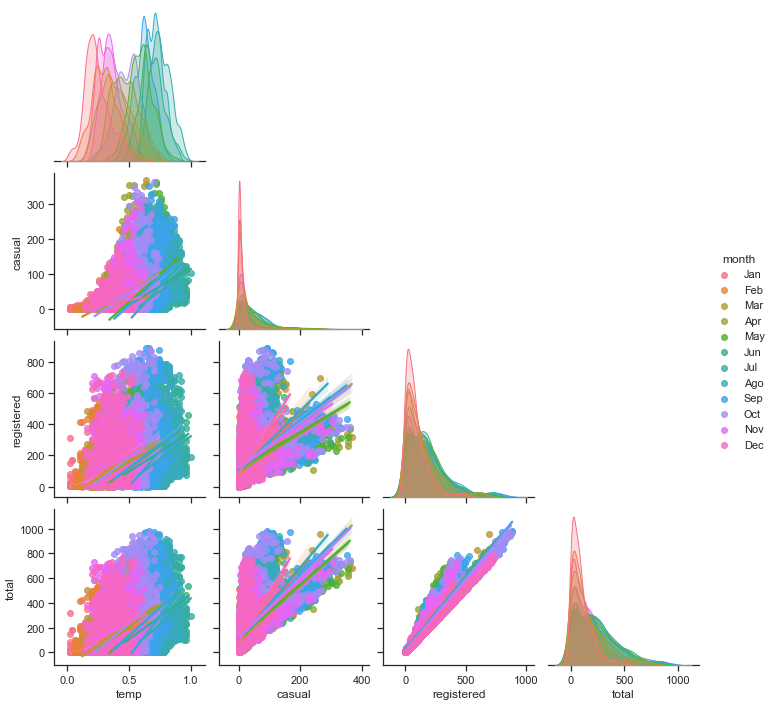 casual
300
200
100
0
registered
800
600
400
200
0
total
1000
800
600
400
200
0
0.0 0.5 1.0
temp
0 200 400
casual
0 500 1000
registered
0 500 1000
total
month
Jan
Feb
Mar
Apr
May
Jun
Jul
Ago
Sep
Oct
Nov
Dec